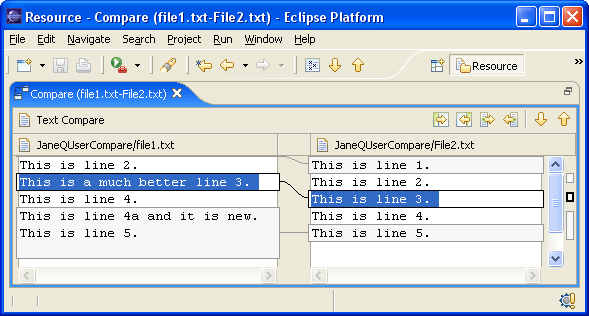 Resource - Compare (file1.txt-File2.txt) - Eclipse Platform
File Edit Navigate Search Project Run Window Help
Resource
Compare (file1.txt-File2.txt)
Text Compare
JaneQUserCompare/file1.txt
This is line 2.
This is a much better line 3.
This is line 4.
This is line 4a and it is new.
This is line 5.
JaneQUserCompare/File2.txt
This is line 1.
This is line 2.
This is line 3.
This is line 4.
This is line 5.